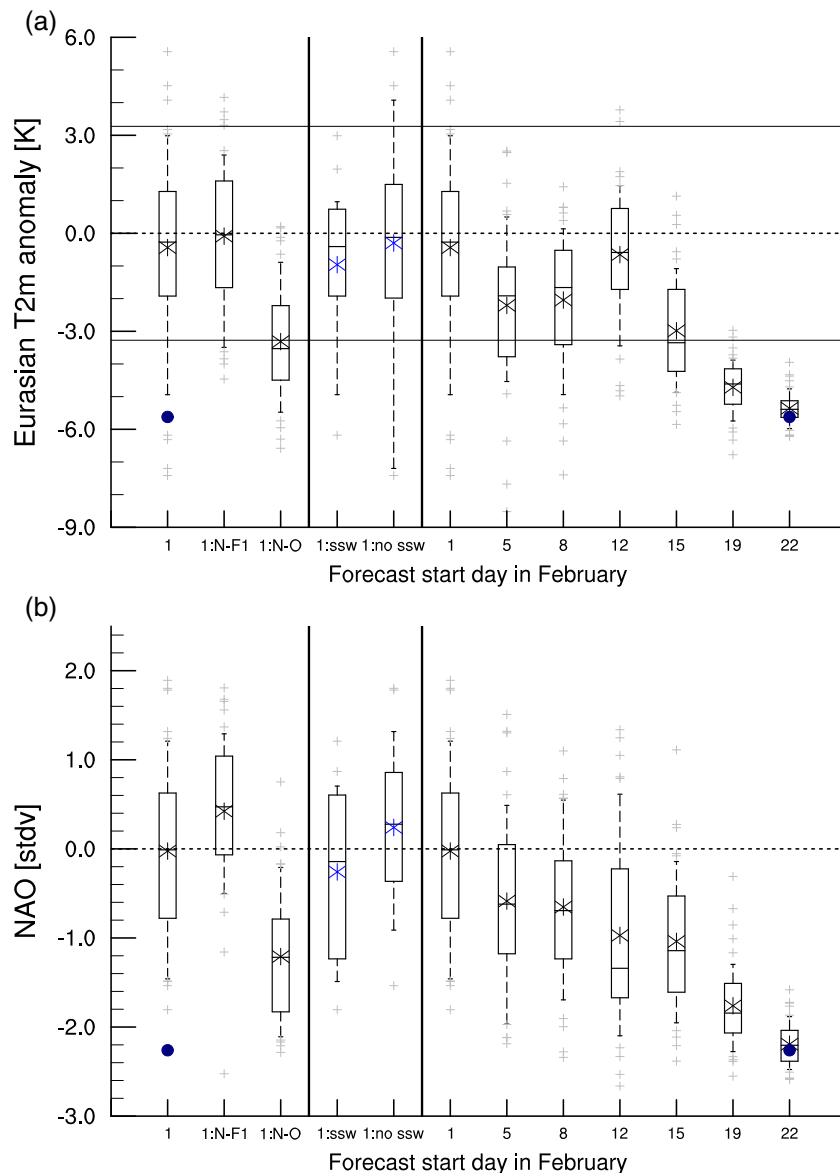 (a)
6.0
3.0
0.0
-3.0
-6.0
-9.0
Eurasian T2m anomaly [K]
1 1:N-F1 1:N-O 1:ssw 1:no ssw 1 5 8 12 15 19 22
Forecast start day in February
(b)
2.0
1.0
0.0
-1.0
-2.0
-3.0
NAO [stdv]
1 1:N-F1 1:N-O 1:ssw 1:no ssw 1 5 8 12 15 19 22
Forecast start day in February